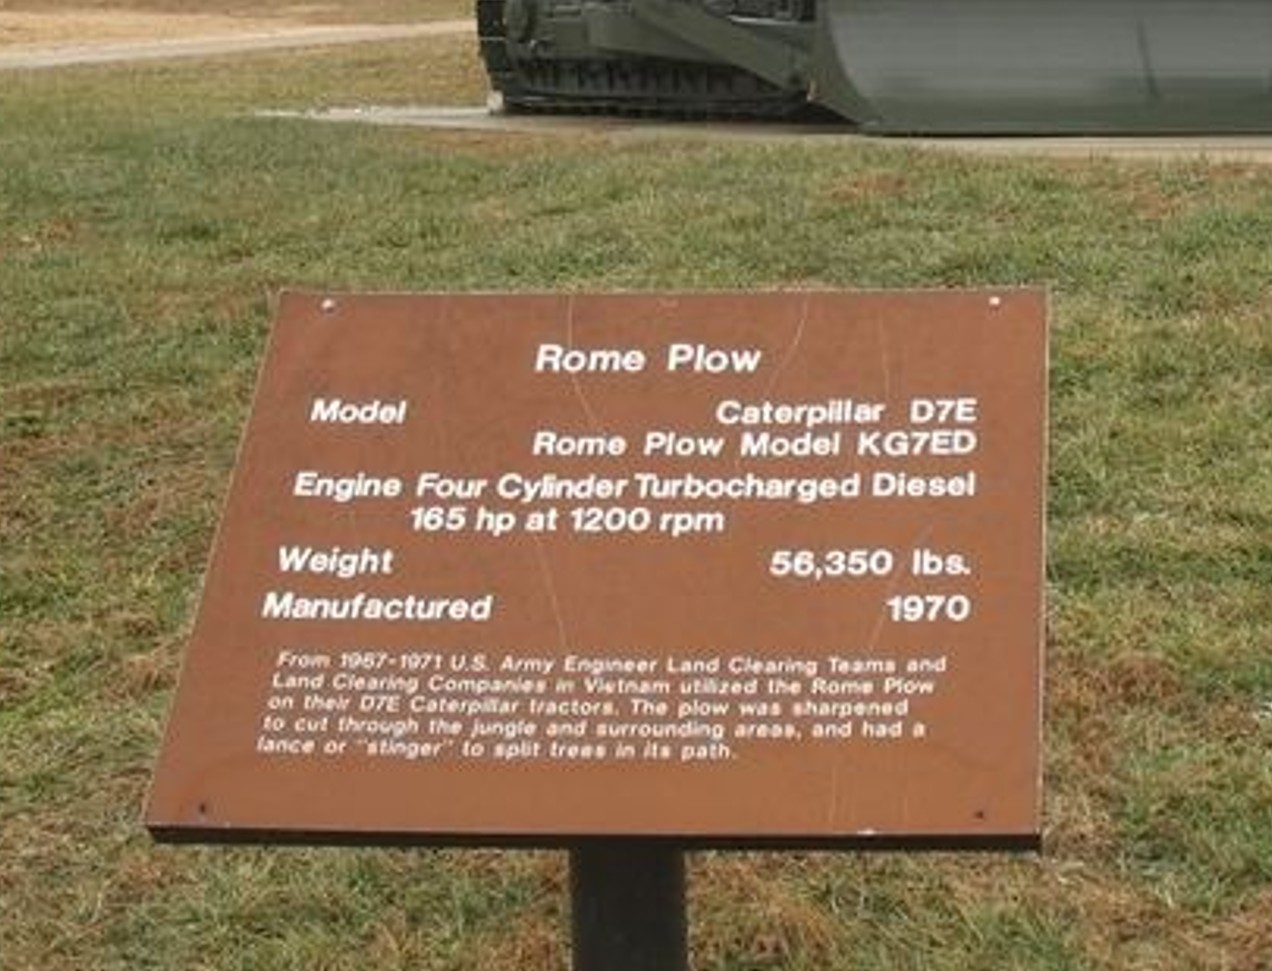 Rome Plow
Model Caterpillar D7E
Rome Plow Model KG7ED
Engine Four Cylinder Turbocharged Diesel
165 hp at 1200 rpm
Weight 56,350 lbs.
Manufactured 1970
From 1967-1971 U.S. Army Engineer Land Clearing Teams and
Land Clearing Companies in Vietnam utilized the Rome Plow
on their D7E Caterpillar tractors. The plow was sharpened
to cut through the jungle and surrounding areas, and had a
lance or "stinger" to split trees in its path.